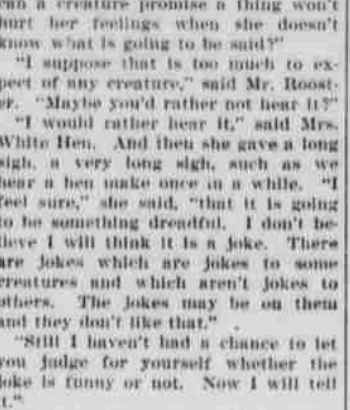 can a creature promise a thing won't
hurt her feelings when she doesn't
know what is going to be said?"
"I suppose that is too much to ex-
pect of any creature," said Mr. Roost-
er. "Maybe you'd rather not hear it?"
"I would rather hear it," said Mrs.
White Hen. And then she gave a long
sigh, a very long sigh, such as we
hear a hen make once in a while. "I
feel sure," she said, "that it is going
to be something dreadful. I don't be-
lieve I will think it is a joke. There
are jokes which are jokes to some
creatures and which aren't jokes to
others. The jokes may be on them
and they don't like that."
"Still I haven't had a chance to let
you judge for yourself whether the
joke is funny or not. Now I will tell
it."